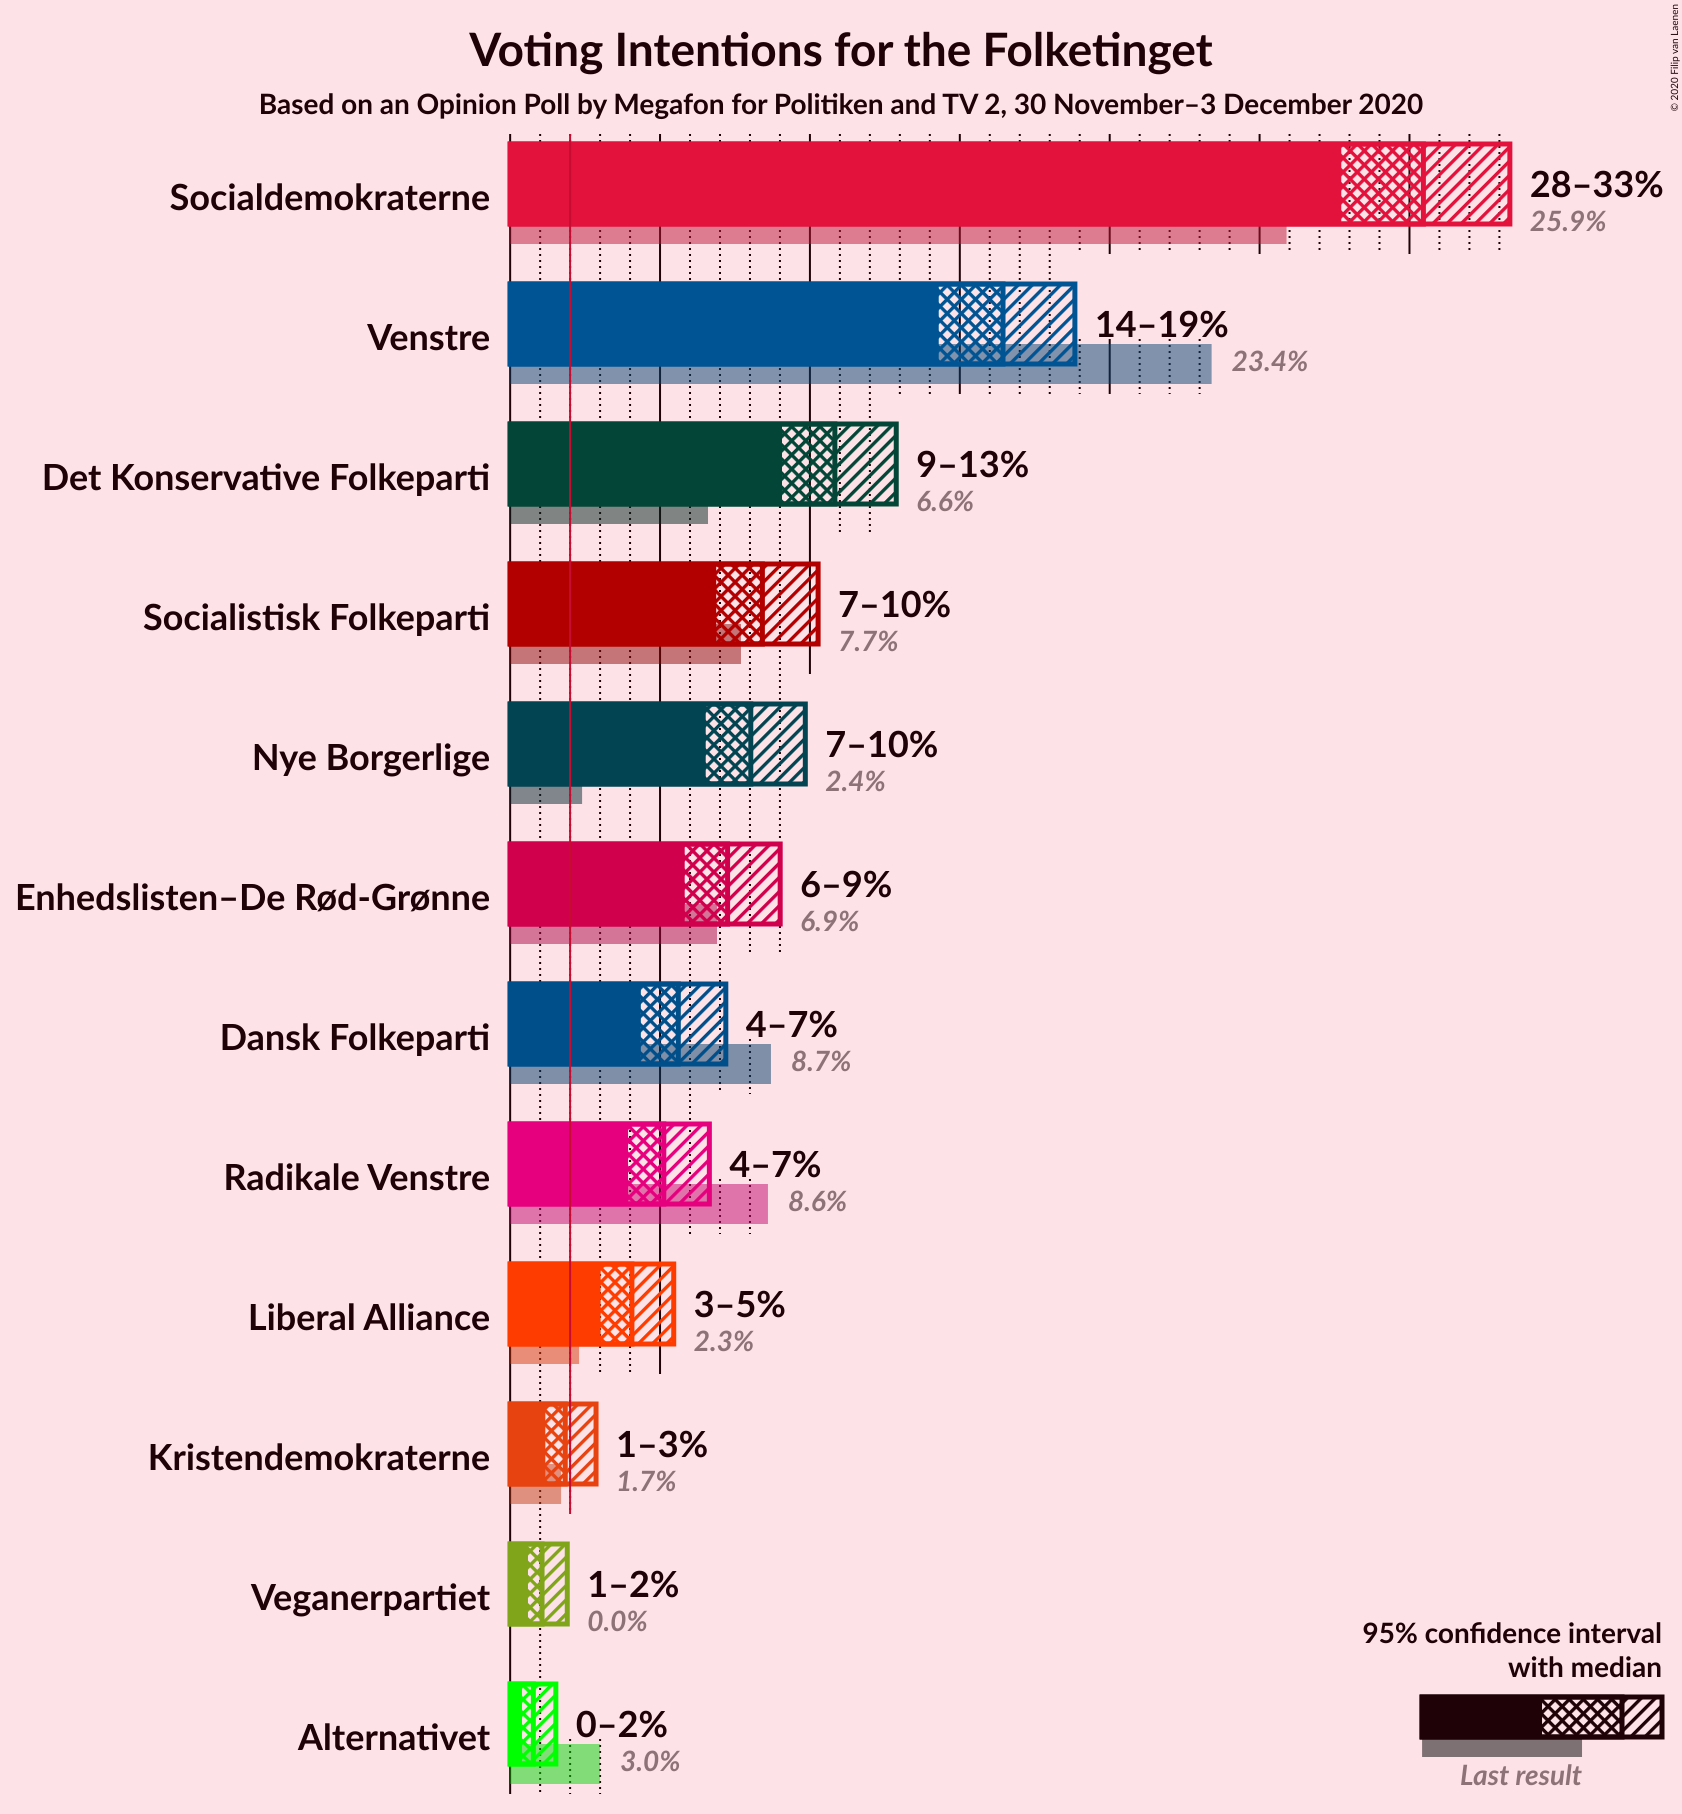 Voting Intentions for the Folketinget
Based on an Opinion Poll by Megafon for Politiken and TV 2, 30 November–3 December 2020
© 2020 Filip van Laenen
Socialdemokraterne
28–33%
25.9%
Venstre
14–19%
23.4%
Det Konservative Folkeparti
9–13%
6.6%
Socialistisk Folkeparti
7–10%
7.7%
Nye Borgerlige
7–10%
2.4%
Enhedslisten–De Rød-Grønne
6–9%
6.9%
Dansk Folkeparti
4–7%
8.7%
Radikale Venstre
4–7%
8.6%
Liberal Alliance
3–5%
2.3%
Kristendemokraterne
1–3%
1.7%
Veganerpartiet
1–2%
0.0%
Alternativet
0–2%
3.0%
95% confidence interval
with median
Last result